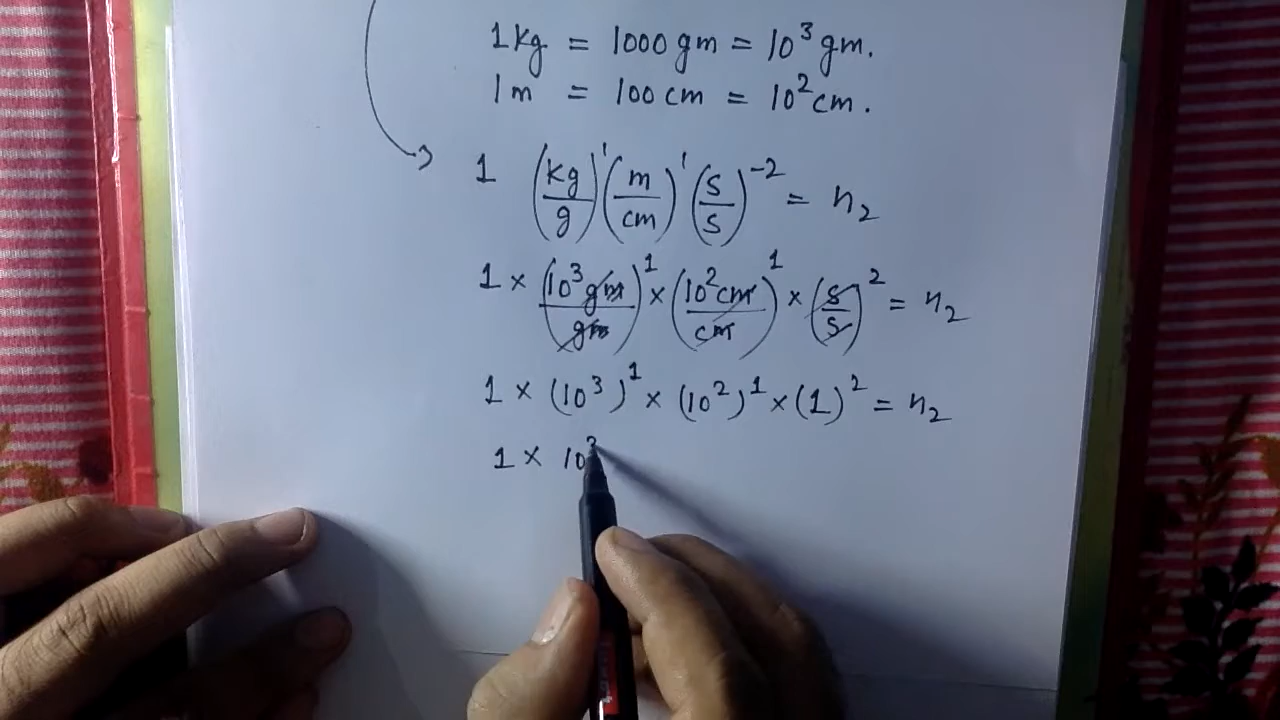 1 kg = 1000 gm = 10³ gm.
1 m = 100 cm = 10² cm.
1 (kg/g)¹ (m/cm)¹ (s/s)⁻² = n₂
1 × (10³ gm/gm)¹ × (10² cm/cm)¹ × (s/s)² = n₂
1 × (10³)¹ × (10²)¹ × (1)² = n₂
1 × 10³